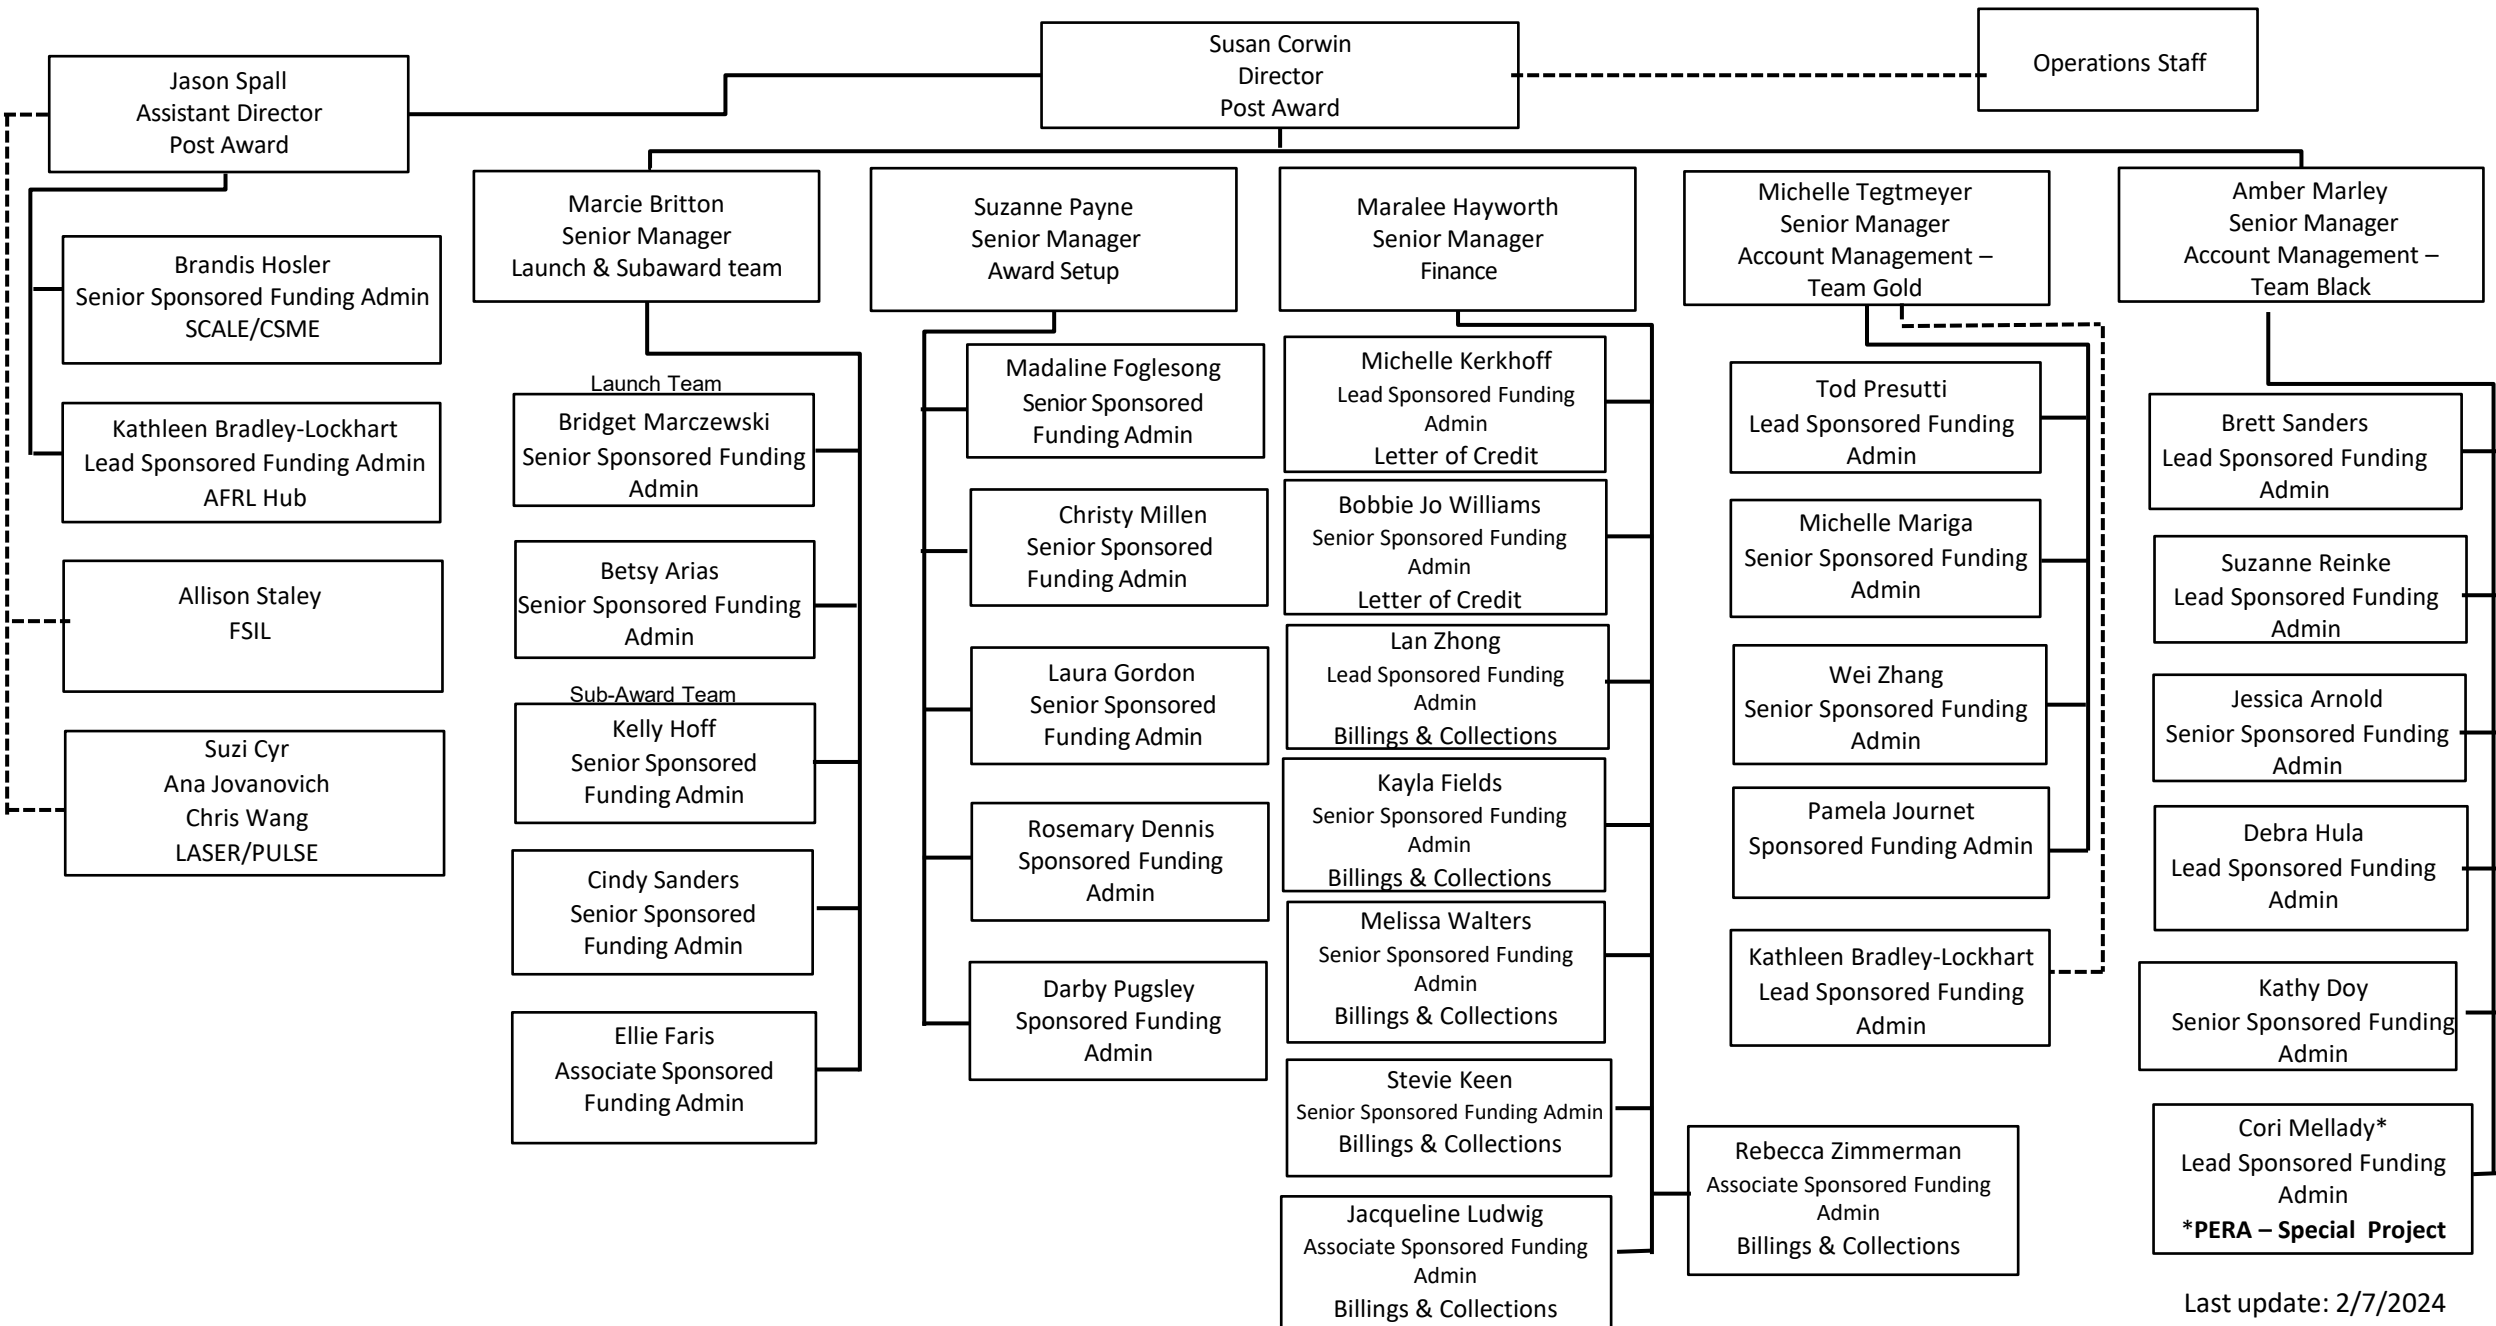 Susan Corwin
Director
Post Award
Operations Staff
Jason Spall
Assistant Director
Post Award
Brandis Hosler
Senior Sponsored Funding Admin
SCALE/CSME
Kathleen Bradley-Lockhart
Lead Sponsored Funding Admin
AFRL Hub
Allison Staley
FSIL
Suzi Cyr
Ana Jovanovich
Chris Wang
LASER/PULSE
Marcie Britton
Senior Manager
Launch & Subaward team
Launch Team
Bridget Marczewski
Senior Sponsored Funding
Admin
Betsy Arias
Senior Sponsored Funding
Admin
Sub-Award Team
Kelly Hoff
Senior Sponsored
Funding Admin
Cindy Sanders
Senior Sponsored
Funding Admin
Ellie Faris
Associate Sponsored
Funding Admin
Suzanne Payne
Senior Manager
Award Setup
Madaline Foglesong
Senior Sponsored
Funding Admin
Christy Millen
Senior Sponsored
Funding Admin
Laura Gordon
Senior Sponsored
Funding Admin
Rosemary Dennis
Sponsored Funding
Admin
Darby Pugsley
Sponsored Funding
Admin
Maralee Hayworth
Senior Manager
Finance
Michelle Kerkhoff
Lead Sponsored Funding
Admin
Letter of Credit
Bobbie Jo Williams
Senior Sponsored Funding
Admin
Letter of Credit
Lan Zhong
Lead Sponsored Funding
Admin
Billings & Collections
Kayla Fields
Senior Sponsored Funding
Admin
Billings & Collections
Melissa Walters
Senior Sponsored Funding
Admin
Billings & Collections
Stevie Keen
Senior Sponsored Funding Admin
Billings & Collections
Jacqueline Ludwig
Associate Sponsored Funding
Admin
Billings & Collections
Rebecca Zimmerman
Associate Sponsored Funding
Admin
Billings & Collections
Michelle Tegtmeyer
Senior Manager
Account Management –
Team Gold
Tod Presutti
Lead Sponsored Funding
Admin
Michelle Mariga
Senior Sponsored Funding
Admin
Wei Zhang
Senior Sponsored Funding
Admin
Pamela Journet
Sponsored Funding Admin
Kathleen Bradley-Lockhart
Lead Sponsored Funding
Admin
Amber Marley
Senior Manager
Account Management –
Team Black
Brett Sanders
Lead Sponsored Funding
Admin
Suzanne Reinke
Lead Sponsored Funding
Admin
Jessica Arnold
Senior Sponsored Funding
Admin
Debra Hula
Lead Sponsored Funding
Admin
Kathy Doy
Senior Sponsored Funding
Admin
Cori Mellady*
Lead Sponsored Funding
Admin
*PERA – Special Project
Last update: 2/7/2024